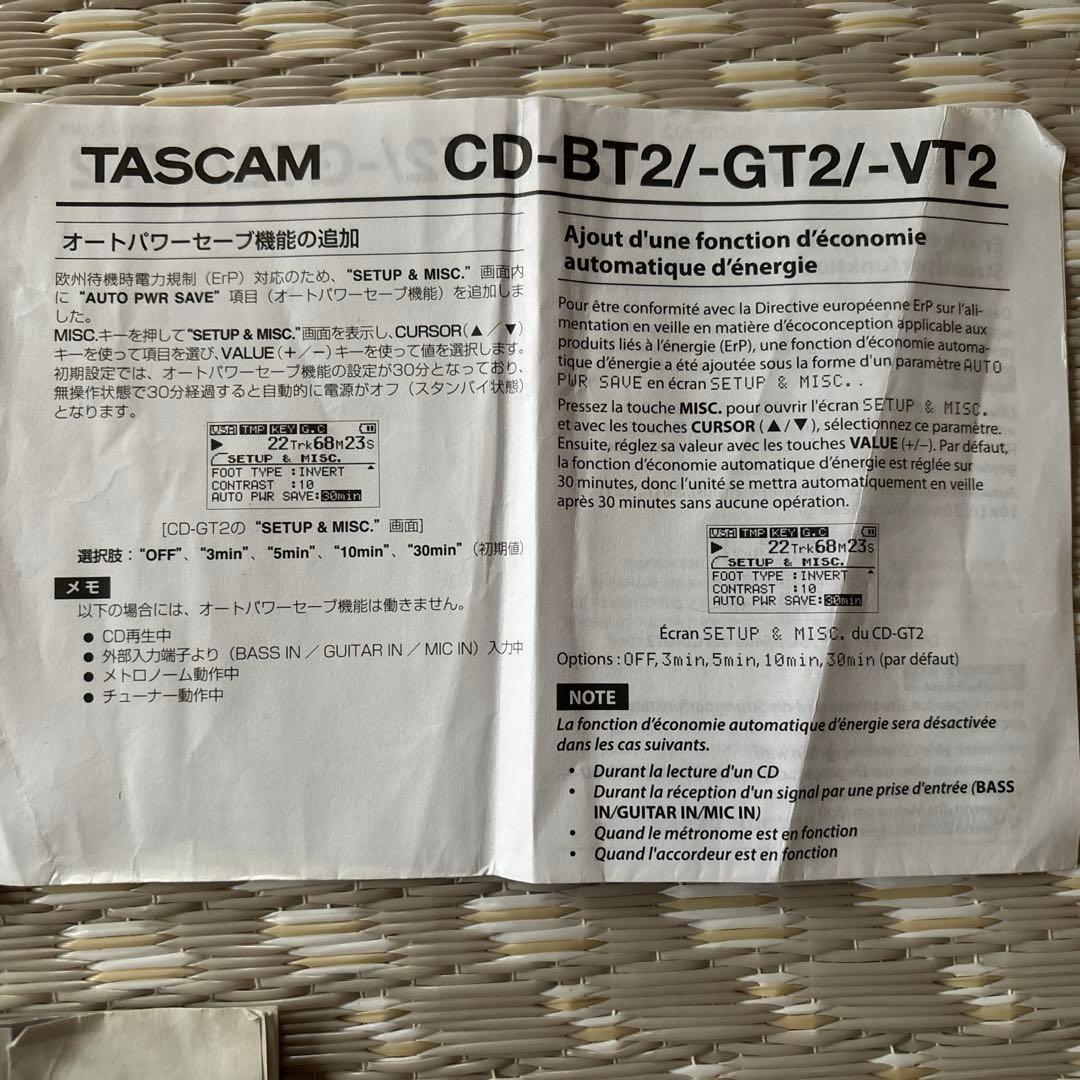 TASCAM CD-BT2/-GT2/-VT2
オートパワーセーブ機能の追加
欧州待機時電力規制（ErP）対応のため、“SETUP & MISC.” 画面内
に “AUTO PWR SAVE” 項目（オートパワーセーブ機能）を追加しま
した。
MISC.キーを押して“SETUP & MISC.”画面を表示し、CURSOR（▲／▼）
キーを使って項目を選び、VALUE（＋／−）キーを使って値を選択します。
初期設定では、オートパワーセーブ機能の設定が30分となっており、
無操作状態で30分経過すると自動的に電源がオフ（スタンバイ状態）
となります。
VSA TMP KEY G.C
▶ 22Trk68M23S
SETUP & MISC.
FOOT TYPE :INVERT
CONTRAST :10
AUTO PWR SAVE:30min
[CD-GT2の “SETUP & MISC.” 画面]
選択肢：“OFF”、“3min”、“5min”、“10min”、“30min”（初期値）
メモ
以下の場合には、オートパワーセーブ機能は働きません。
● CD再生中
● 外部入力端子より（BASS IN ／ GUITAR IN ／ MIC IN）入力中
● メトロノーム動作中
● チューナー動作中
Ajout d'une fonction d’économie
automatique d’énergie
Pour être conformité avec la Directive européenne ErP sur l’ali-
mentation en veille en matière d’écoconception applicable aux
produits liés à l’énergie (ErP), une fonction d’économie automa-
tique d’énergie a été ajoutée sous la forme d'un paramètre AUTO
PWR SAVE en écran SETUP & MISC..
Pressez la touche MISC. pour ouvrir l'écran SETUP & MISC.
et avec les touches CURSOR (▲/▼), sélectionnez ce paramètre.
Ensuite, réglez sa valeur avec les touches VALUE (+/–). Par défaut,
la fonction d’économie automatique d’énergie est réglée sur
30 minutes, donc l’unité se mettra automatiquement en veille
après 30 minutes sans aucune opération.
VSA TMP KEY G.C
▶ 22Trk68M23S
SETUP & MISC.
FOOT TYPE :INVERT
CONTRAST :10
AUTO PWR SAVE:30min
Écran SETUP & MISC. du CD-GT2
Options : OFF, 3min, 5min, 10min, 30min (par défaut)
NOTE
La fonction d’économie automatique d’énergie sera désactivée
dans les cas suivants.
• Durant la lecture d'un CD
• Durant la réception d'un signal par une prise d'entrée (BASS
IN/GUITAR IN/MIC IN)
• Quand le métronome est en fonction
• Quand l'accordeur est en fonction